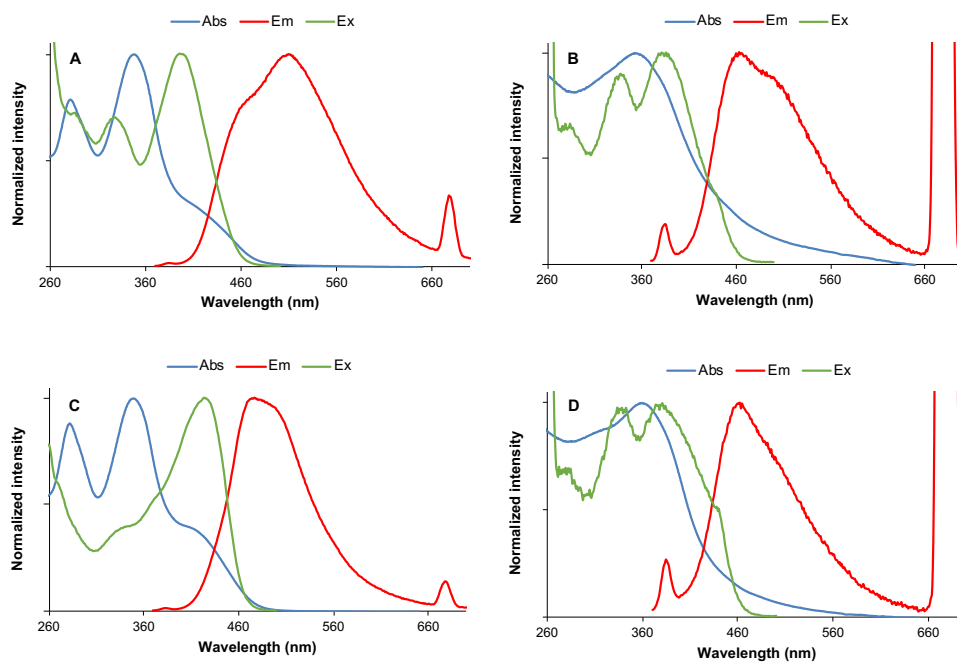 Abs Em Ex
A
Normalized intensity
260 360 460 560 660
Wavelength (nm)
Abs Em Ex
B
Normalized intensity
260 360 460 560 660
Wavelength (nm)
Abs Em Ex
C
Normalized intensity
260 360 460 560 660
Wavelength (nm)
Abs Em Ex
D
Normalized intensity
260 360 460 560 660
Wavelength (nm)